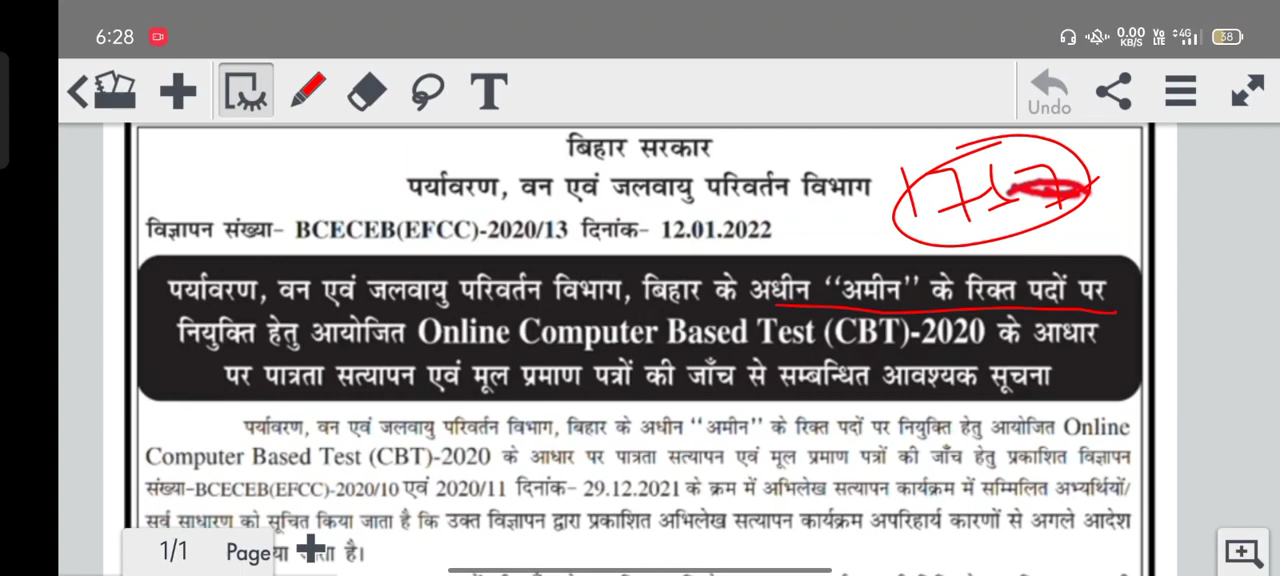 6:28
0.00 KB/S
Vo LTE
4G
38
T
Undo
बिहार सरकार
1717
पर्यावरण, वन एवं जलवायु परिवर्तन विभाग
विज्ञापन संख्या- BCECEB(EFCC)-2020/13 दिनांक- 12.01.2022
पर्यावरण, वन एवं जलवायु परिवर्तन विभाग, बिहार के अधीन ‘‘अमीन’’ के रिक्त पदों पर
नियुक्ति हेतु आयोजित Online Computer Based Test (CBT)-2020 के आधार
पर पात्रता सत्यापन एवं मूल प्रमाण पत्रों की जाँच से सम्बन्धित आवश्यक सूचना
पर्यावरण, वन एवं जलवायु परिवर्तन विभाग, बिहार के अधीन ‘‘अमीन’’ के रिक्त पदों पर नियुक्ति हेतु आयोजित Online
Computer Based Test (CBT)-2020 के आधार पर पात्रता सत्यापन एवं मूल प्रमाण पत्रों की जाँच हेतु प्रकाशित विज्ञापन
संख्या-BCECEB(EFCC)-2020/10 एवं 2020/11 दिनांक- 29.12.2021 के क्रम में अभिलेख सत्यापन कार्यक्रम में सम्मिलित अभ्यर्थियों/
सर्व साधारण को सूचित किया जाता है कि उक्त विज्ञापन द्वारा प्रकाशित अभिलेख सत्यापन कार्यक्रम अपरिहार्य कारणों से अगले आदेश
1/1 Page है।